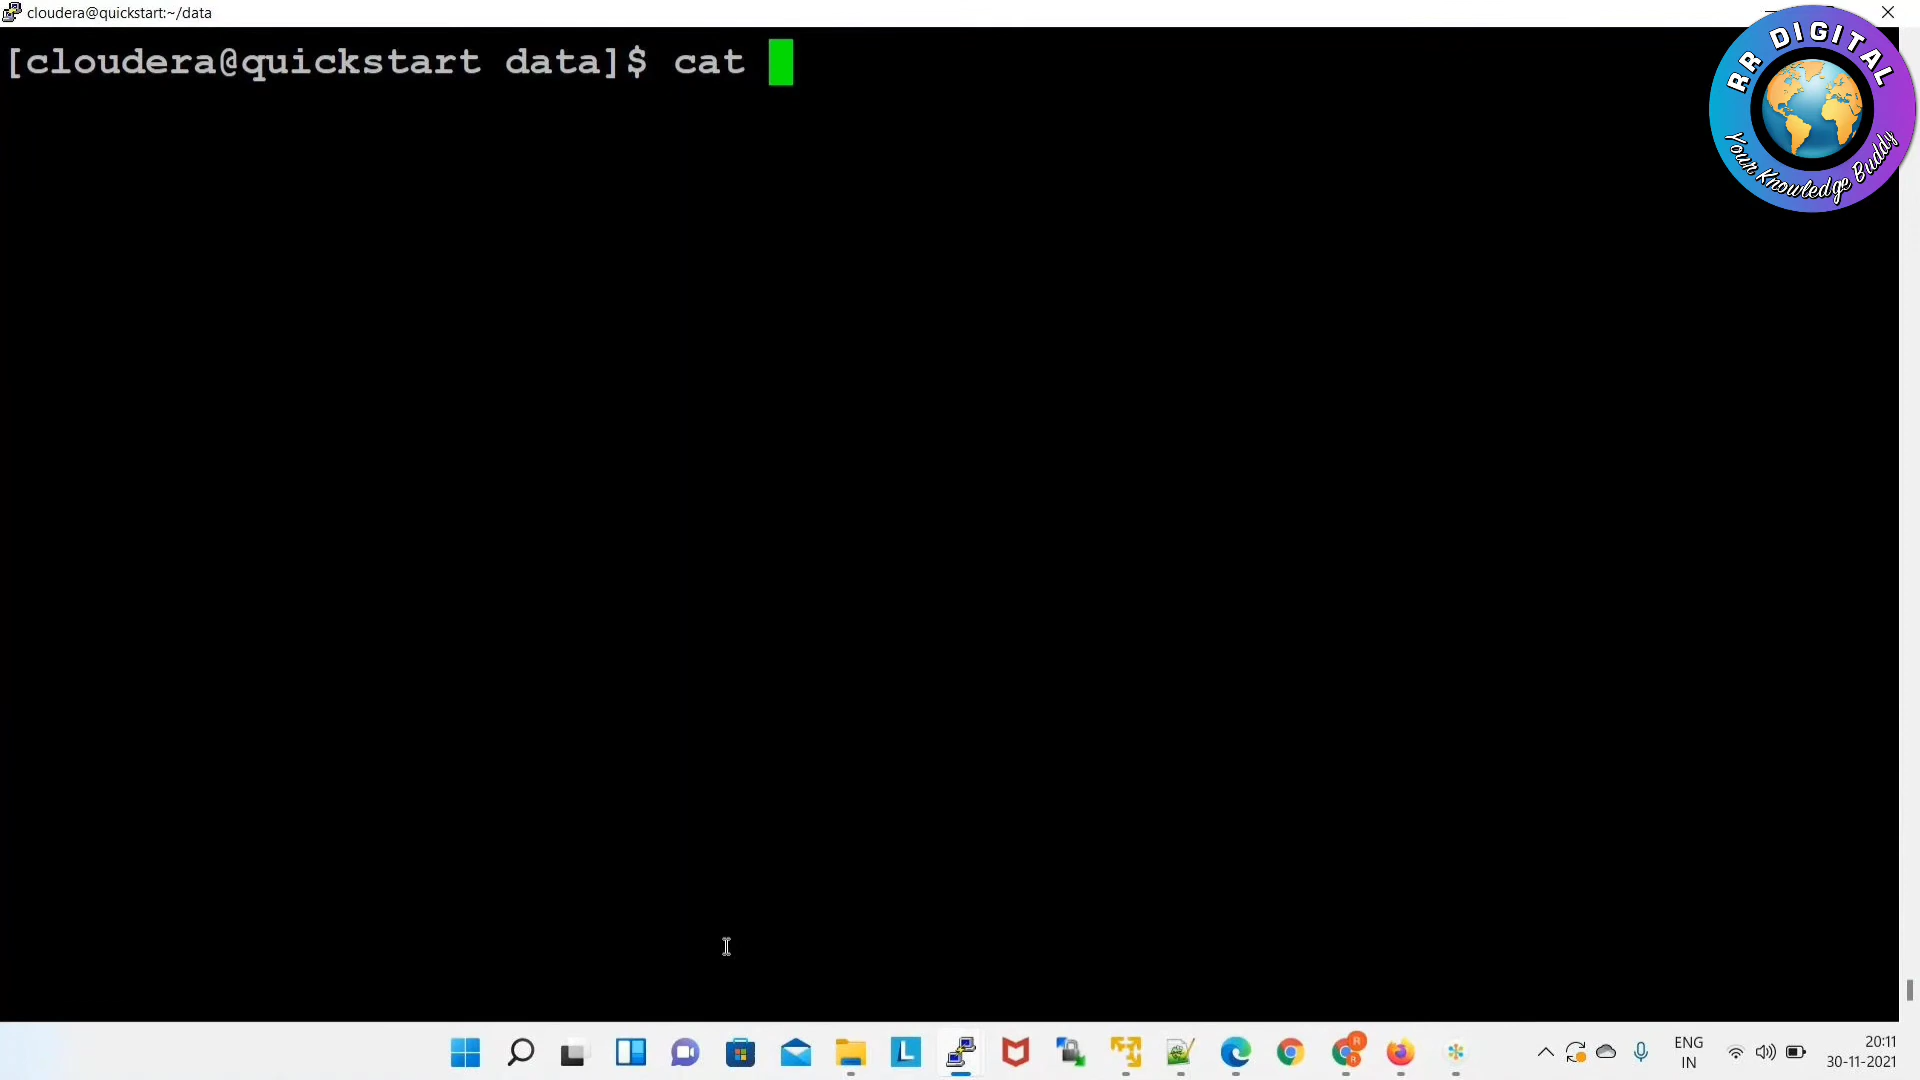 cloudera@quickstart:~/data
[cloudera@quickstart data]$ cat
RR DIGITAL
Your Knowledge Buddy
L
R
R
ENG
IN
20:11
30-11-2021